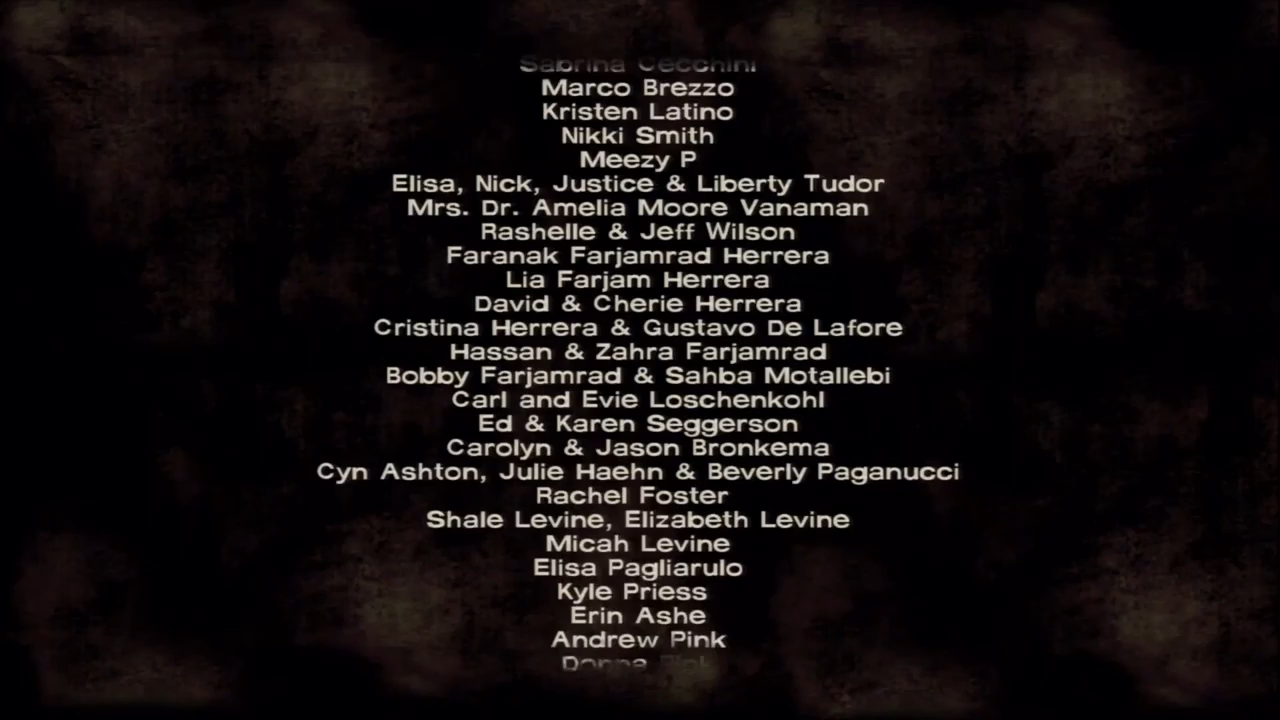 Sabrina Cecchini
Marco Brezzo
Kristen Latino
Nikki Smith
Meezy P
Elisa, Nick, Justice & Liberty Tudor
Mrs. Dr. Amelia Moore Vanaman
Rashelle & Jeff Wilson
Faranak Farjamrad Herrera
Lia Farjam Herrera
David & Cherie Herrera
Cristina Herrera & Gustavo De Lafore
Hassan & Zahra Farjamrad
Bobby Farjamrad & Sahba Motallebi
Carl and Evie Loschenkohl
Ed & Karen Seggerson
Carolyn & Jason Bronkema
Cyn Ashton, Julie Haehn & Beverly Paganucci
Rachel Foster
Shale Levine, Elizabeth Levine
Micah Levine
Elisa Pagliarulo
Kyle Priess
Erin Ashe
Andrew Pink
Donna